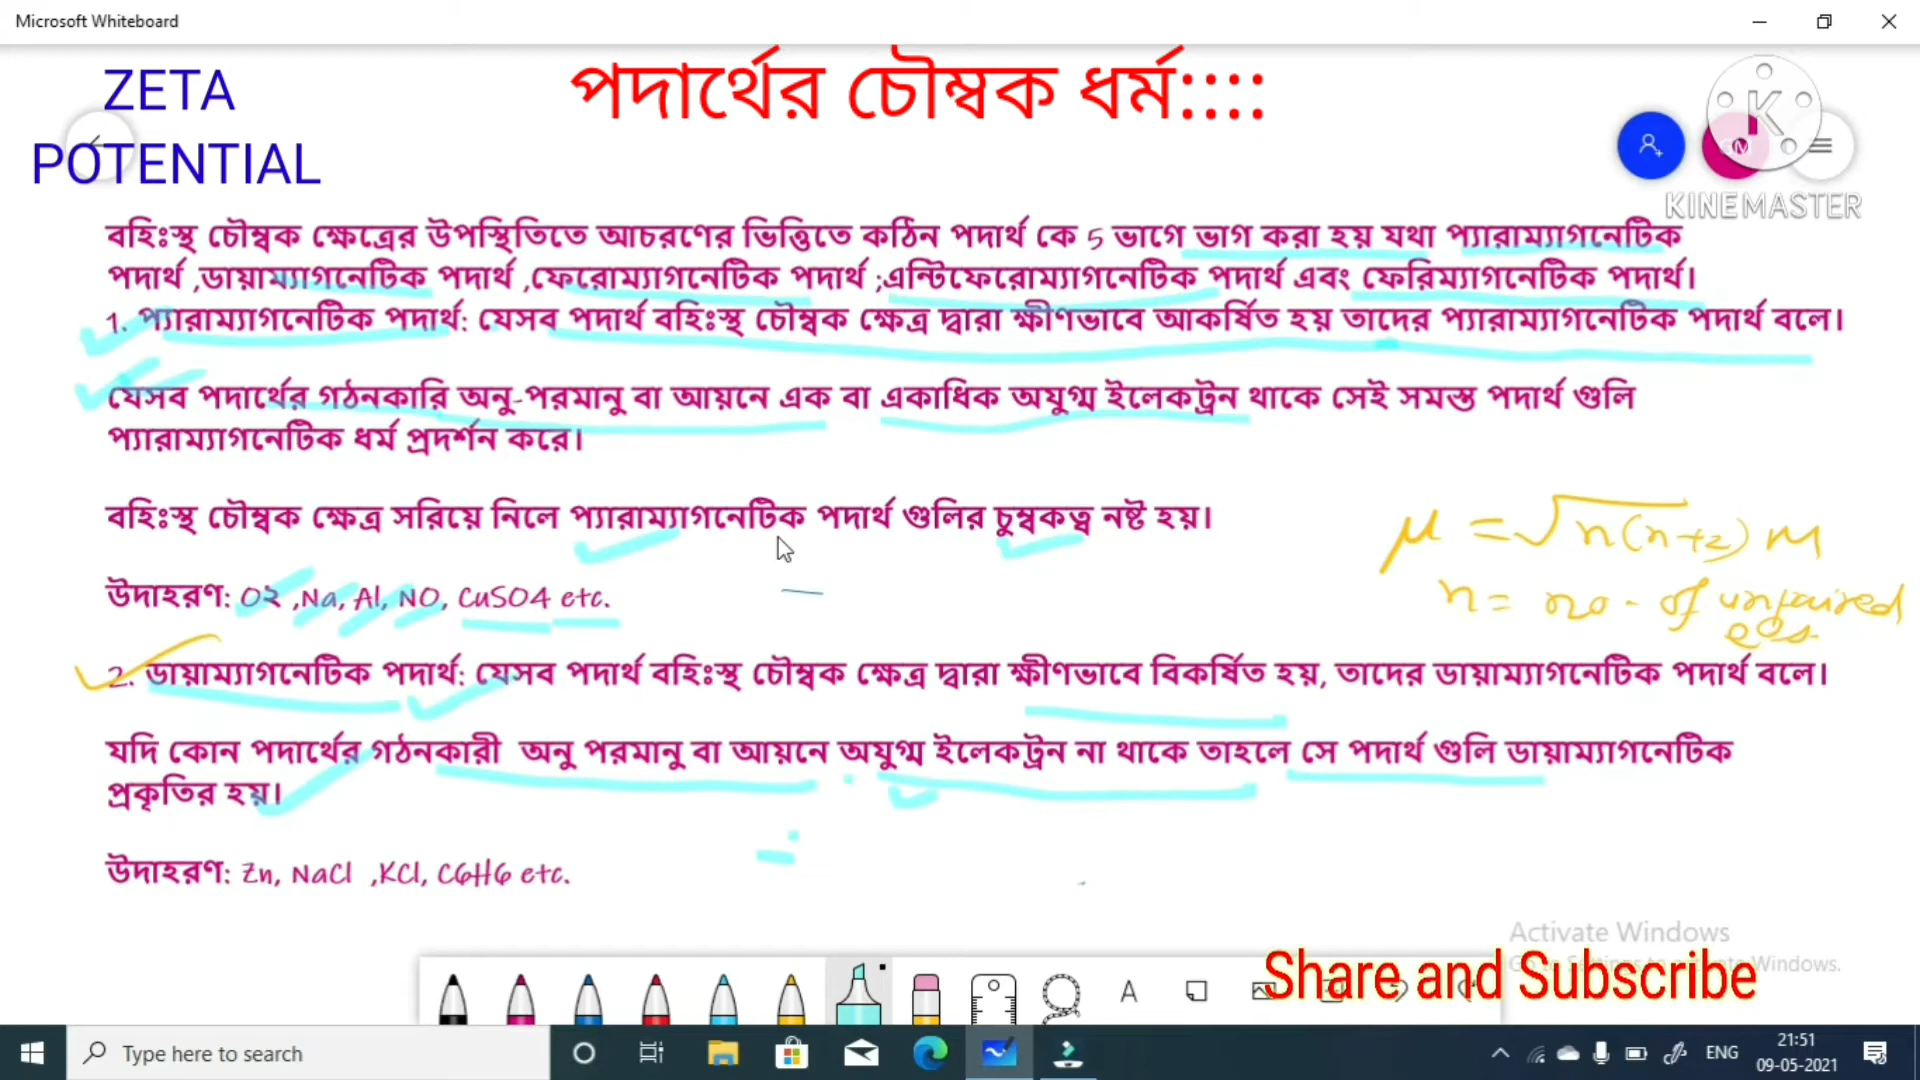 Microsoft Whiteboard
ZETA
POTENTIAL
পদার্থের চৌম্বক ধর্ম::::
KINEMASTER
বহিঃস্থ চৌম্বক ক্ষেত্রের উপস্থিতিতে আচরণের ভিত্তিতে কঠিন পদার্থ কে 5 ভাগে ভাগ করা হয় যথা প্যারাম্যাগনেটিক
পদার্থ ,ডায়াম্যাগনেটিক পদার্থ ,ফেরোম্যাগনেটিক পদার্থ ;এন্টিফেরোম্যাগনেটিক পদার্থ এবং ফেরিম্যাগনেটিক পদার্থ।
1. প্যারাম্যাগনেটিক পদার্থ: যেসব পদার্থ বহিঃস্থ চৌম্বক ক্ষেত্র দ্বারা ক্ষীণভাবে আকর্ষিত হয় তাদের প্যারাম্যাগনেটিক পদার্থ বলে।
যেসব পদার্থের গঠনকারি অনু-পরমানু বা আয়নে এক বা একাধিক অযুগ্ম ইলেকট্রন থাকে সেই সমস্ত পদার্থ গুলি
প্যারাম্যাগনেটিক ধর্ম প্রদর্শন করে।
বহিঃস্থ চৌম্বক ক্ষেত্র সরিয়ে নিলে প্যারাম্যাগনেটিক পদার্থ গুলির চুম্বকত্ব নষ্ট হয়।
μ = √n(n+2) M
উদাহরণ: O২ ,Na, Al, NO, CuSO4 etc.
n = no - of unpaired
2. ডায়াম্যাগনেটিক পদার্থ: যেসব পদার্থ বহিঃস্থ চৌম্বক ক্ষেত্র দ্বারা ক্ষীণভাবে বিকর্ষিত হয়, তাদের ডায়াম্যাগনেটিক পদার্থ বলে।
যদি কোন পদার্থের গঠনকারী অনু পরমানু বা আয়নে অযুগ্ম ইলেকট্রন না থাকে তাহলে সে পদার্থ গুলি ডায়াম্যাগনেটিক
প্রকৃতির হয়।
উদাহরণ: Zn, NaCl ,KCl, C6H6 etc.
Activate Windows
Windows.
Share and Subscribe
Type here to search
ENG
21:51
09-05-2021